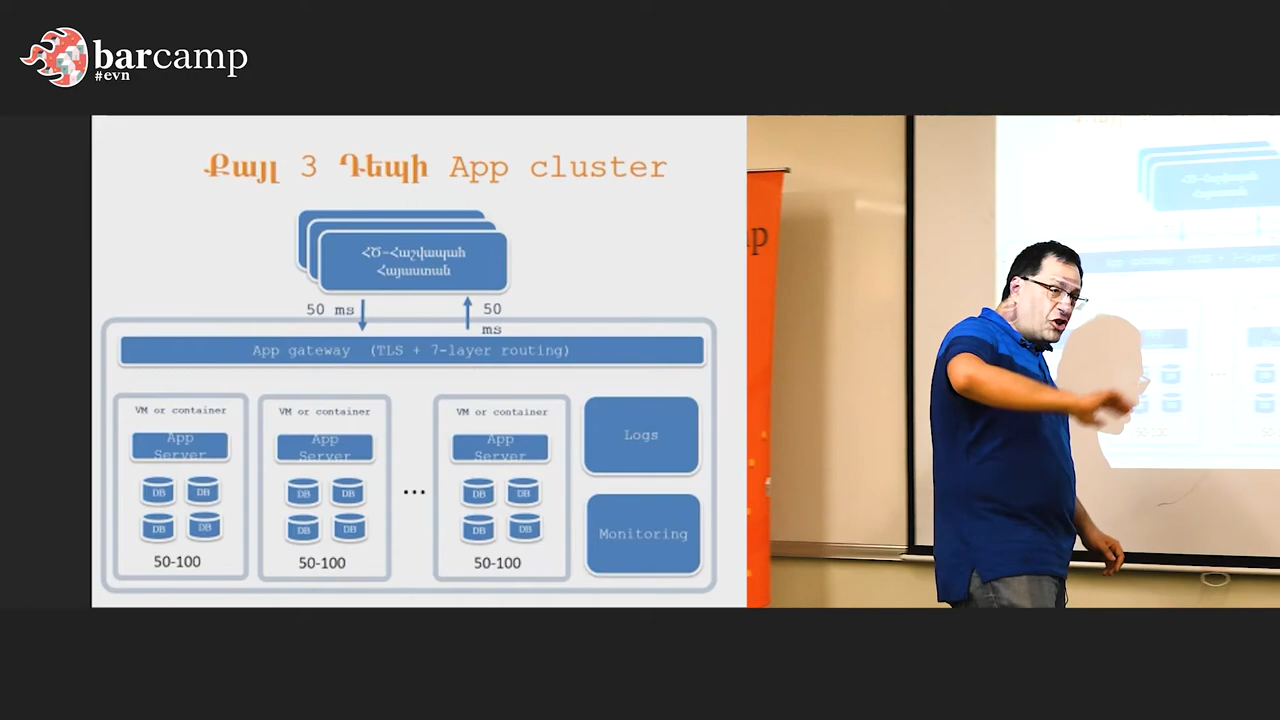 barcamp
#evn
Քայլ 3 Դեպի App cluster
ՀԾ-Հաշվապահ
Հայաստան
50 ms
50
ms
App gateway (TLS + 7-layer routing)
VM or container
VM or container
VM or container
App
Server
App
Server
App
Server
Logs
DB DB
DB DB
DB DB
...
DB DB
DB DB
DB DB
Monitoring
50-100
50-100
50-100